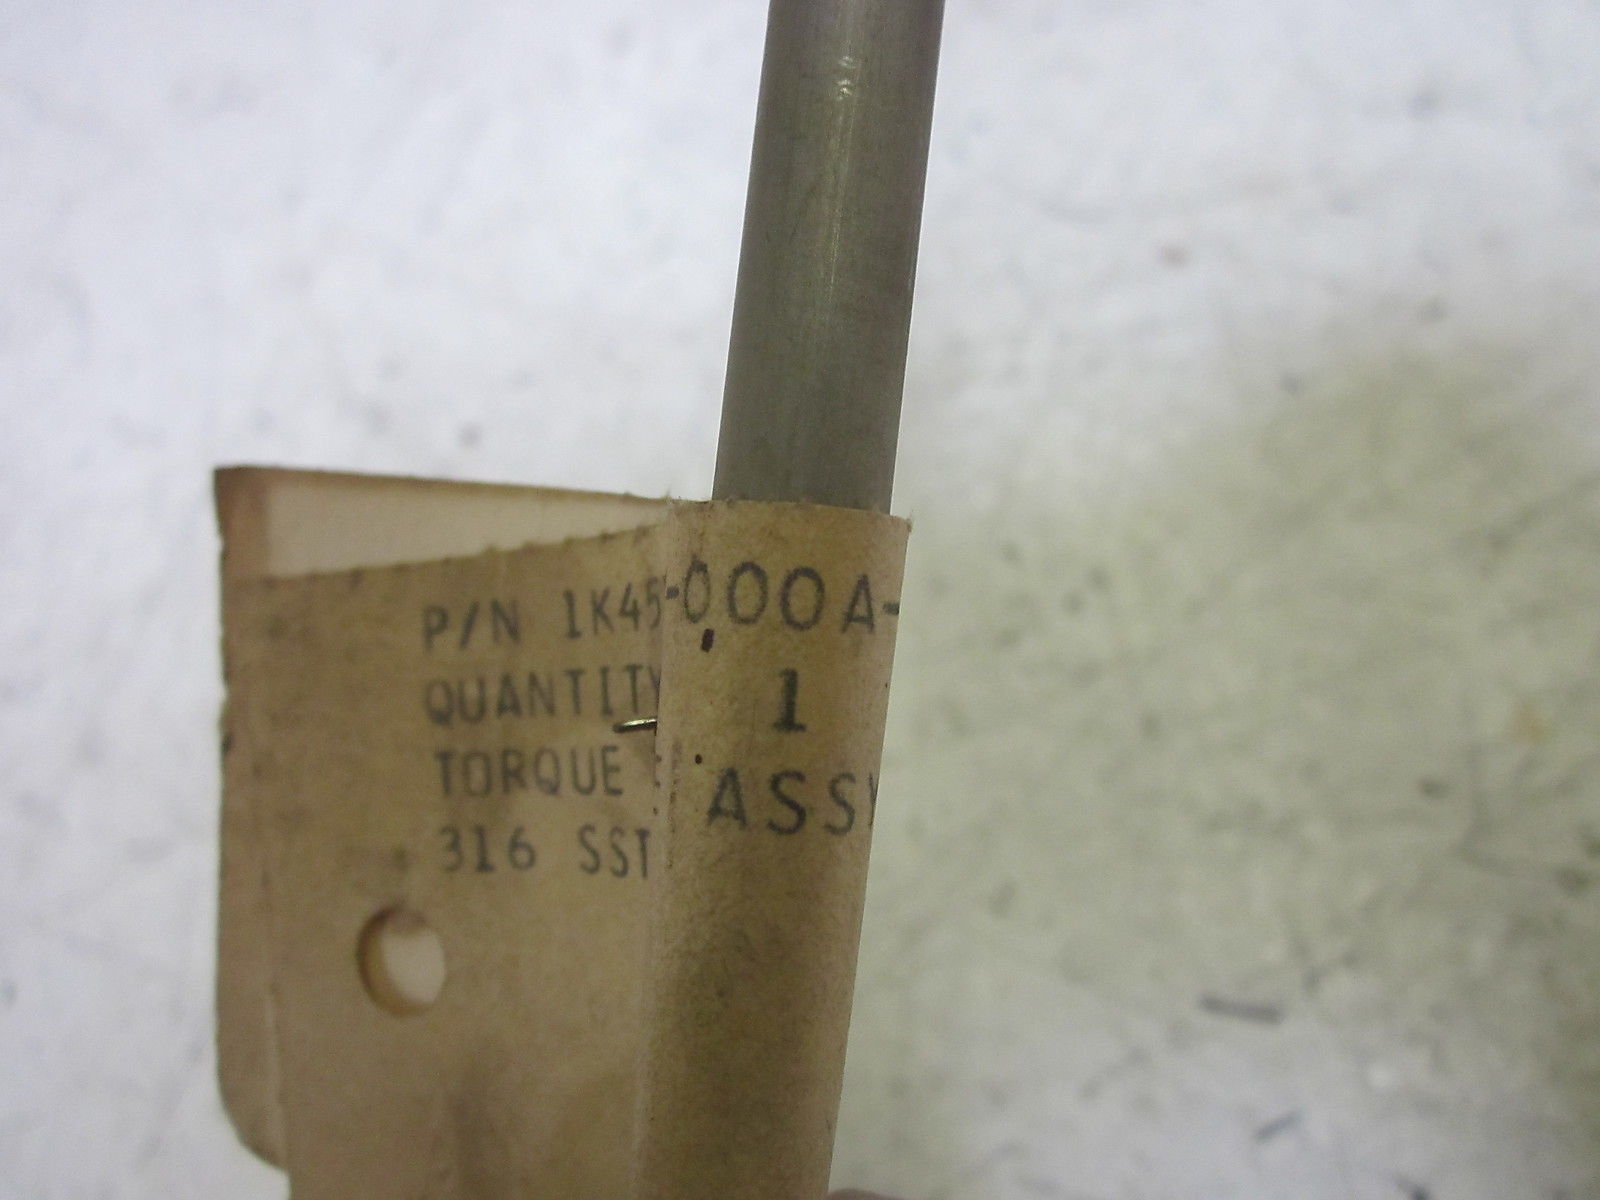 P/N 1K45-000A-
QUANTITY 1
TORQUE ASSY
316 SST